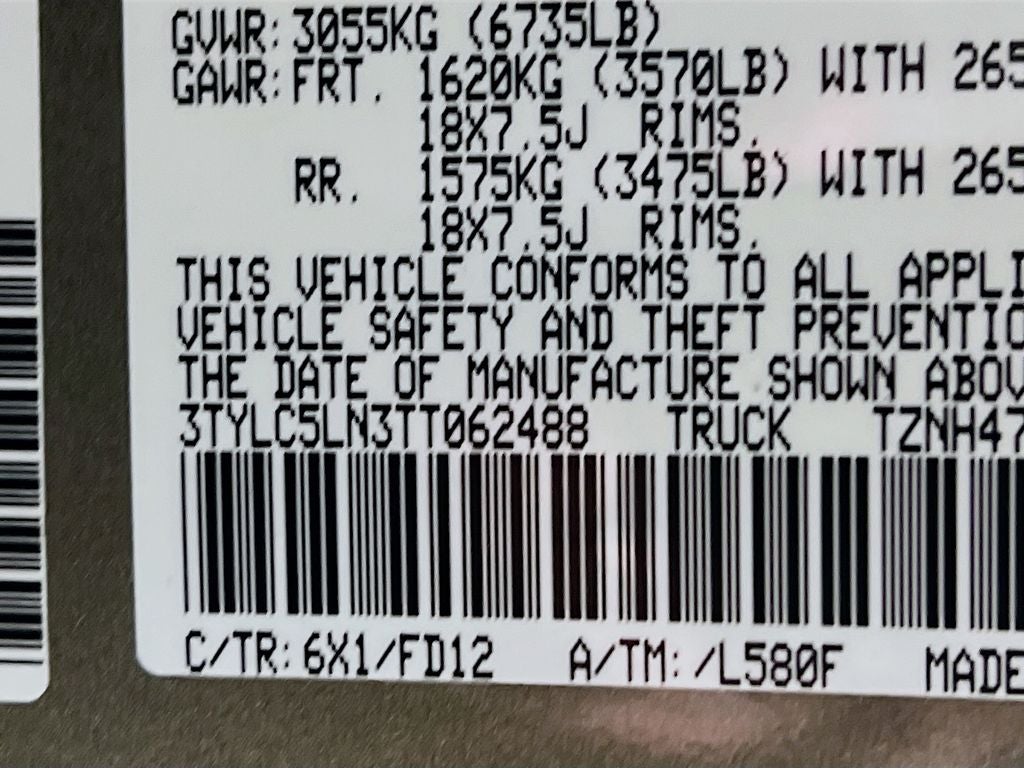 GVWR: 3055KG (6735LB)
GAWR: FRT. 1620KG (3570LB) WITH 265
18X7.5J RIMS.
RR. 1575KG (3475LB) WITH 265
18X7.5J RIMS.
THIS VEHICLE CONFORMS TO ALL APPLI
VEHICLE SAFETY AND THEFT PREVENTIO
THE DATE OF MANUFACTURE SHOWN ABOV
3TYLC5LN3TT062488 TRUCK TZNH47
C/TR: 6X1/FD12 A/TM: /L580F MADE